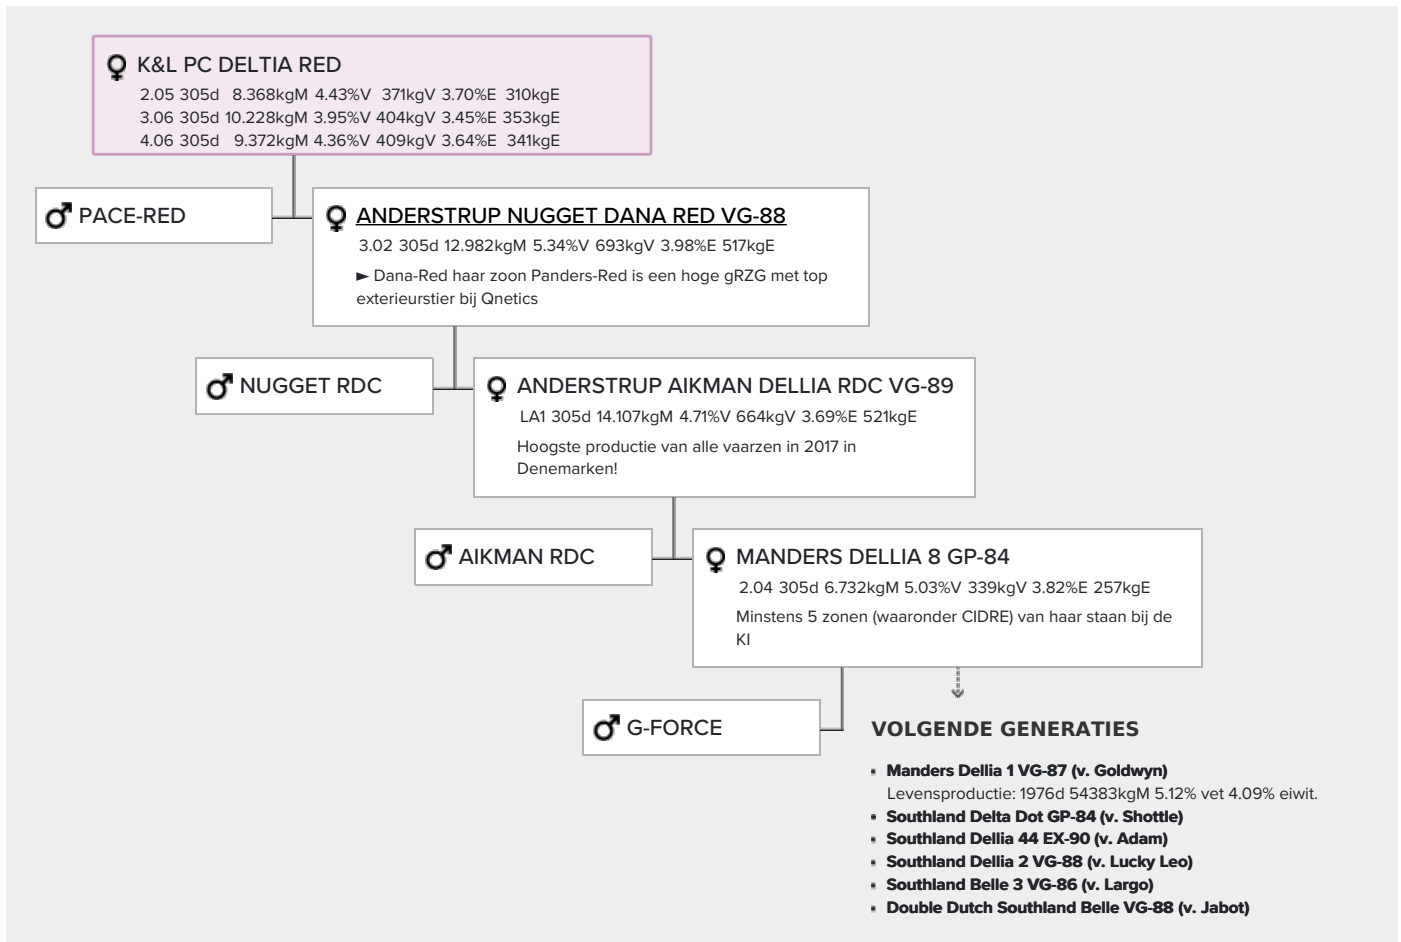 K&L PC DELTIA RED
2.05 305d 8.368kgM 4.43%V 371kgV 3.70%E 310kgE
3.06 305d 10.228kgM 3.95%V 404kgV 3.45%E 353kgE
4.06 305d 9.372kgM 4.36%V 409kgV 3.64%E 341kgE
PACE-RED
ANDERSTRUP NUGGET DANA RED VG-88
3.02 305d 12.982kgM 5.34%V 693kgV 3.98%E 517kgE
► Dana-Red haar zoon Panders-Red is een hoge gRZG met top
exterieurstier bij Qnetics
NUGGET RDC
ANDERSTRUP AIKMAN DELLIA RDC VG-89
LA1 305d 14.107kgM 4.71%V 664kgV 3.69%E 521kgE
Hoogste productie van alle vaarzen in 2017 in
Denemarken!
AIKMAN RDC
MANDERS DELLIA 8 GP-84
2.04 305d 6.732kgM 5.03%V 339kgV 3.82%E 257kgE
Minstens 5 zonen (waaronder CIDRE) van haar staan bij de
KI
G-FORCE
VOLGENDE GENERATIES
▪ Manders Dellia 1 VG-87 (v. Goldwyn)
Levensproductie: 1976d 54383kgM 5.12% vet 4.09% eiwit.
▪ Southland Delta Dot GP-84 (v. Shottle)
▪ Southland Dellia 44 EX-90 (v. Adam)
▪ Southland Dellia 2 VG-88 (v. Lucky Leo)
▪ Southland Belle 3 VG-86 (v. Largo)
▪ Double Dutch Southland Belle VG-88 (v. Jabot)